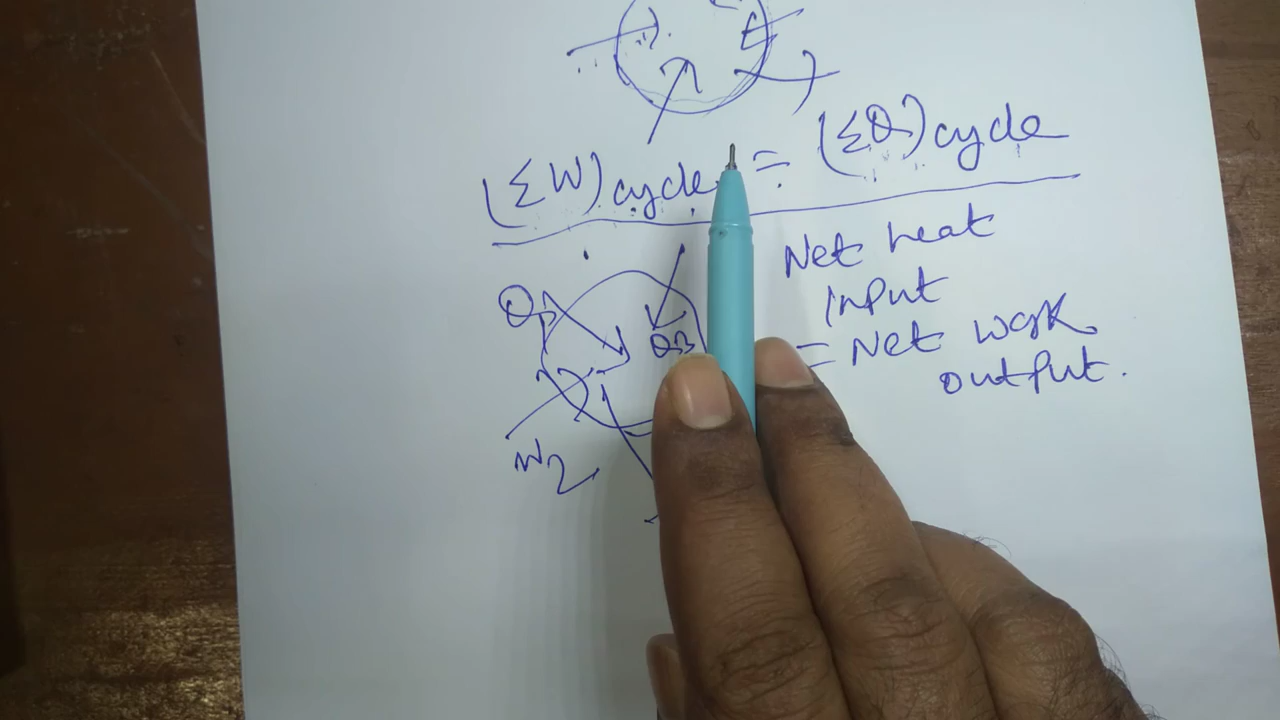 (ΣW)cycle = (ΣQ)cycle
Net heat
input
= Net work
output.
Q1
Q3
W2